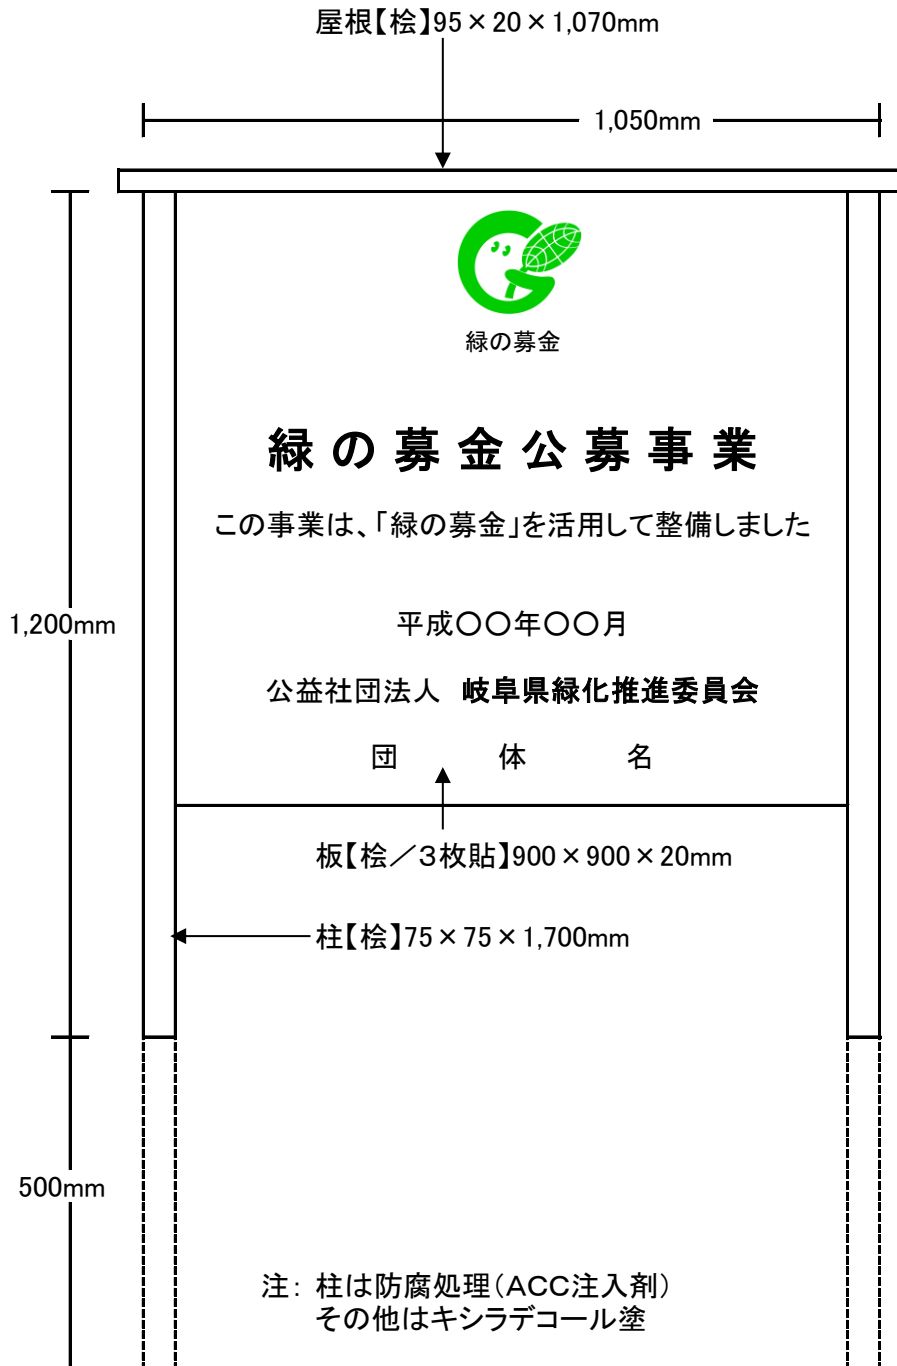 屋根【桧】95×20×1,070mm
1,050mm
緑の募金
緑の募金公募事業
この事業は、「緑の募金」を活用して整備しました
1,200mm
平成〇〇年〇〇月
公益社団法人 岐阜県緑化推進委員会
団 体 名
板【桧／３枚貼】900×900×20mm
柱【桧】75×75×1,700mm
500mm
注： 柱は防腐処理（ACC注入剤）
その他はキシラデコール塗